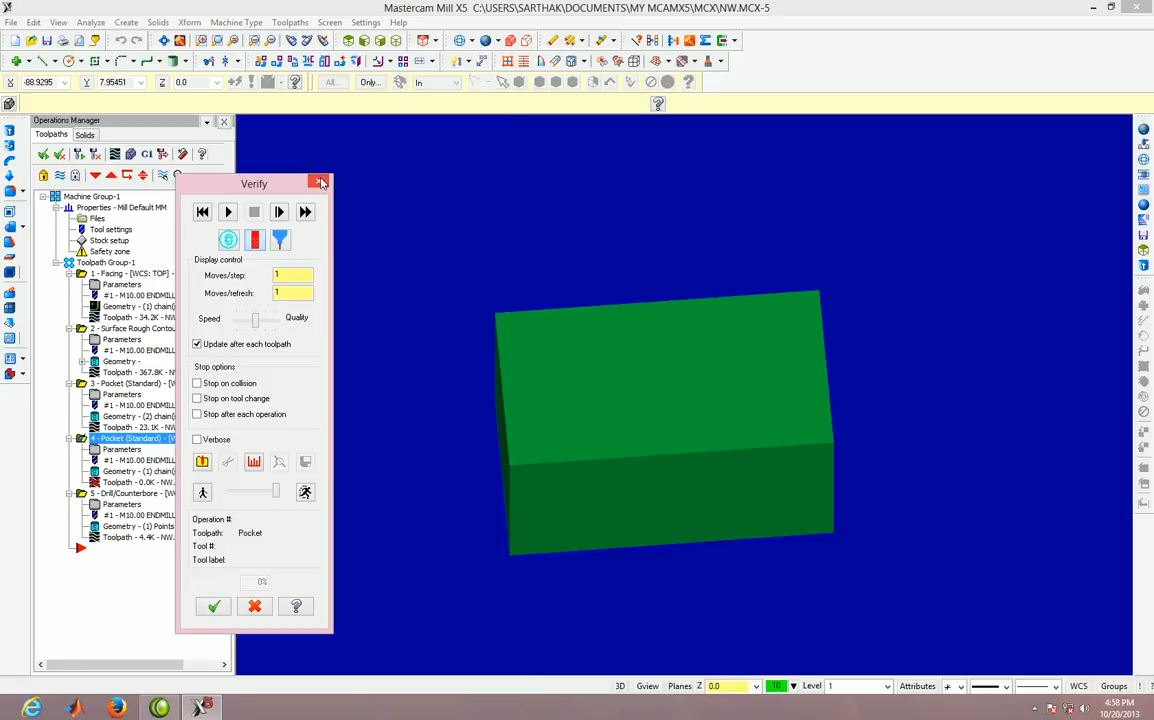 Mastercam Mill X5 C:\USERS\SARTHAK\DOCUMENTS\MY MCAMX5\MCX\NW.MCX-5
File Edit View Analyze Create Solids Xform Machine Type Toolpaths Screen Settings Help
X -88.9295 Y 7.95451 Z 0.0 All... Only... In
Operations Manager
Toolpaths Solids
G1
Machine Group-1
Properties - Mill Default MM
Files
Tool settings
Stock setup
Safety zone
Toolpath Group-1
1 - Facing - [WCS: TOP] -
Parameters
#1 - M10.00 ENDMILL
Geometry - (1) chain(s
Toolpath - 34.2K - NW
2 - Surface Rough Contou
Parameters
#1 - M10.00 ENDMILL
Geometry -
Toolpath - 367.8K - NW
3 - Pocket (Standard) - [W
Parameters
#1 - M10.00 ENDMILL
Geometry - (2) chain(s
Toolpath - 23.1K - NW
4 - Pocket (Standard) - [W
Parameters
#1 - M10.00 ENDMILL
Geometry - (1) chain(s
Toolpath - 0.0K - NW
5 - Drill/Counterbore - [W
Parameters
#1 - M10.00 ENDMILL
Geometry - (1) Points
Toolpath - 4.4K - NW
Verify
Display control
Moves/step: 1
Moves/refresh: 1
Speed Quality
Update after each toolpath
Stop options
Stop on collision
Stop on tool change
Stop after each operation
Verbose
Operation #:
Toolpath: Pocket
Tool #:
Tool label:
0%
3D Gview Planes Z 0.0 10 Level 1 Attributes WCS Groups ! ?
4:58 PM
10/20/2013